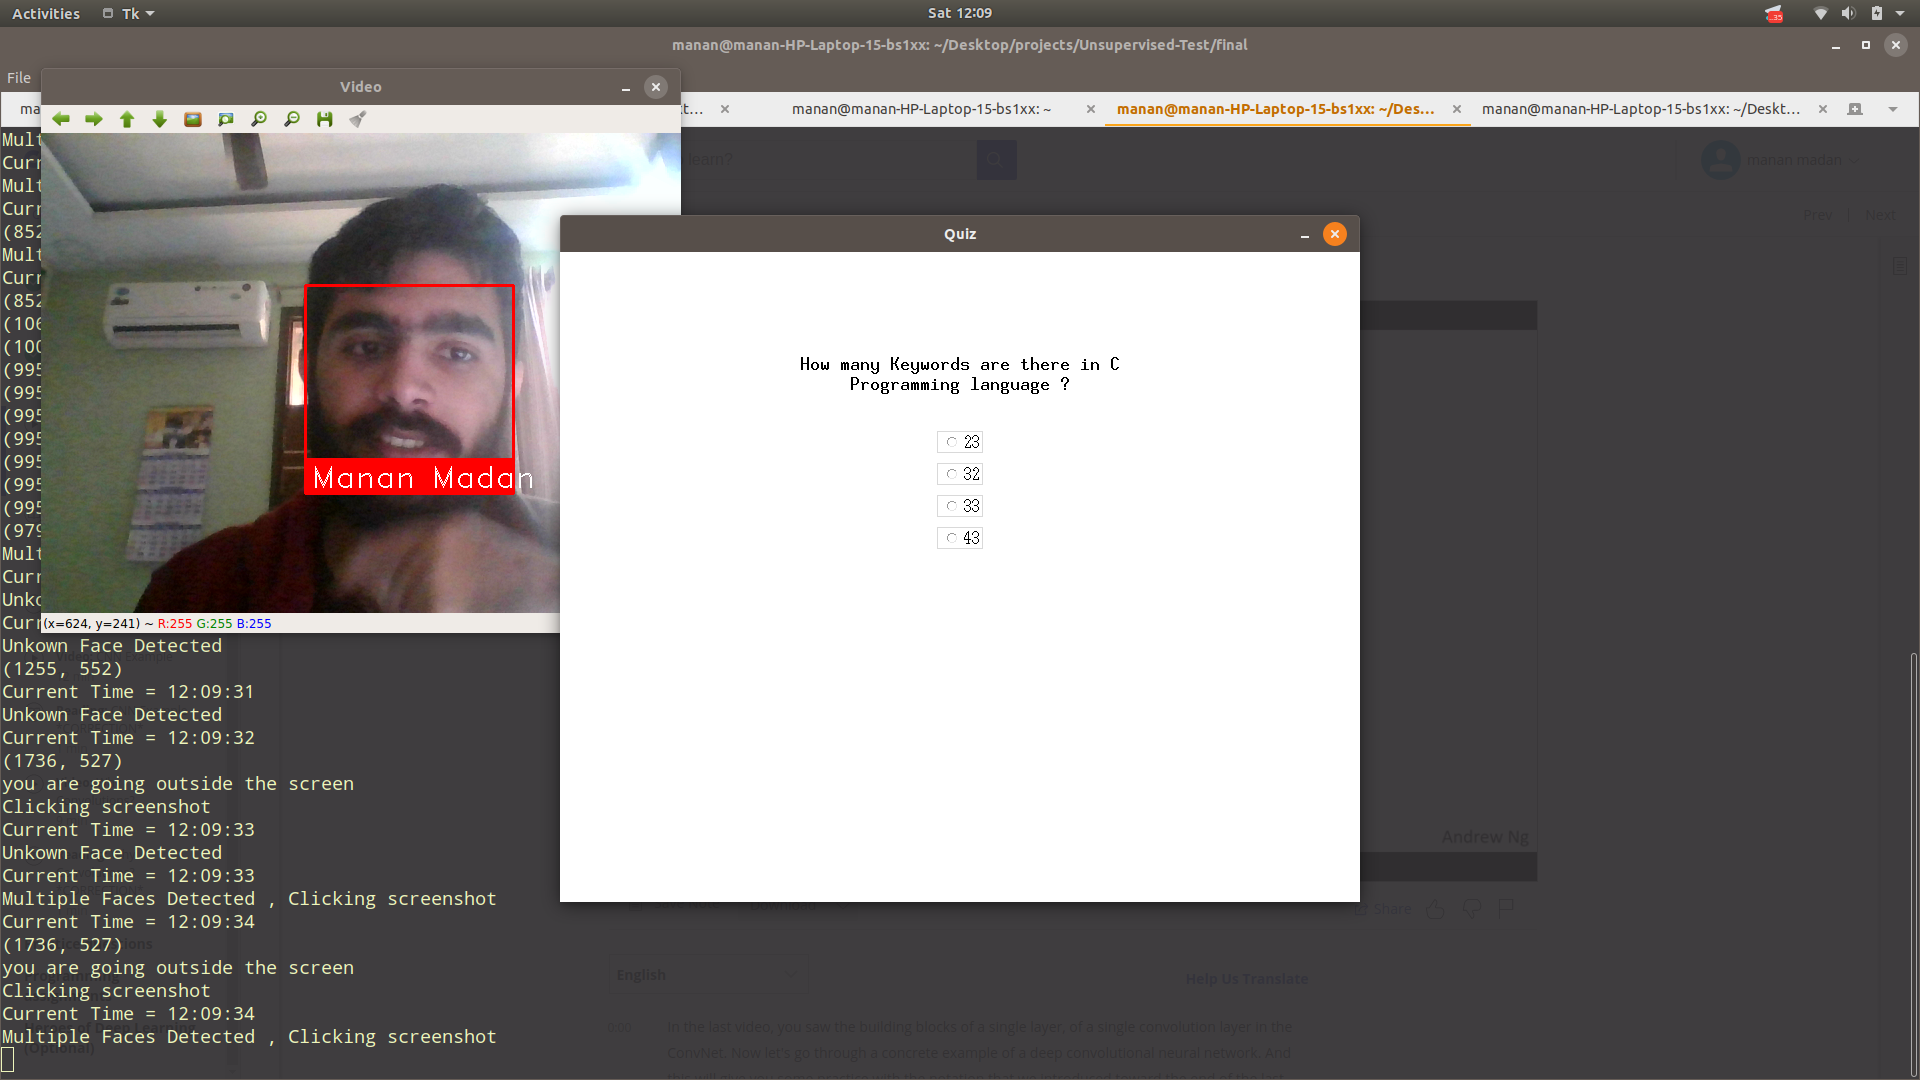 Activities
Tk
Sat 12:09
35
manan@manan-HP-Laptop-15-bs1xx: ~/Desktop/projects/Unsupervised-Test/final
File
Video
ma
t…
manan@manan-HP-Laptop-15-bs1xx: ~
manan@manan-HP-Laptop-15-bs1xx: ~/Des…
manan@manan-HP-Laptop-15-bs1xx: ~/Deskt…
learn?
manan madan
Prev | Next
Mult
Curr
Mult
Curr
(852
Mult
Curr
(852
(106
(100
(995
(995
(995
(995
(995
(995
(995
(979
Mult
Curr
Unko
Curr
Manan Madan
(x=624, y=241) ~ R:255 G:255 B:255
Quiz
How many Keywords are there in C
Programming language ?
23
32
33
43
Unkown Face Detected
(1255, 552)
Current Time = 12:09:31
Unkown Face Detected
Current Time = 12:09:32
(1736, 527)
you are going outside the screen
Clicking screenshot
Current Time = 12:09:33
Unkown Face Detected
Current Time = 12:09:33
Multiple Faces Detected , Clicking screenshot
Current Time = 12:09:34
(1736, 527)
you are going outside the screen
Clicking screenshot
Current Time = 12:09:34
Multiple Faces Detected , Clicking screenshot
Andrew Ng
Share
English
Help Us Translate
0:00
In the last video, you saw the building blocks of a single layer, of a single convolution layer in the
ConvNet. Now let's go through a concrete example of a deep convolutional neural network. And
(Optional)